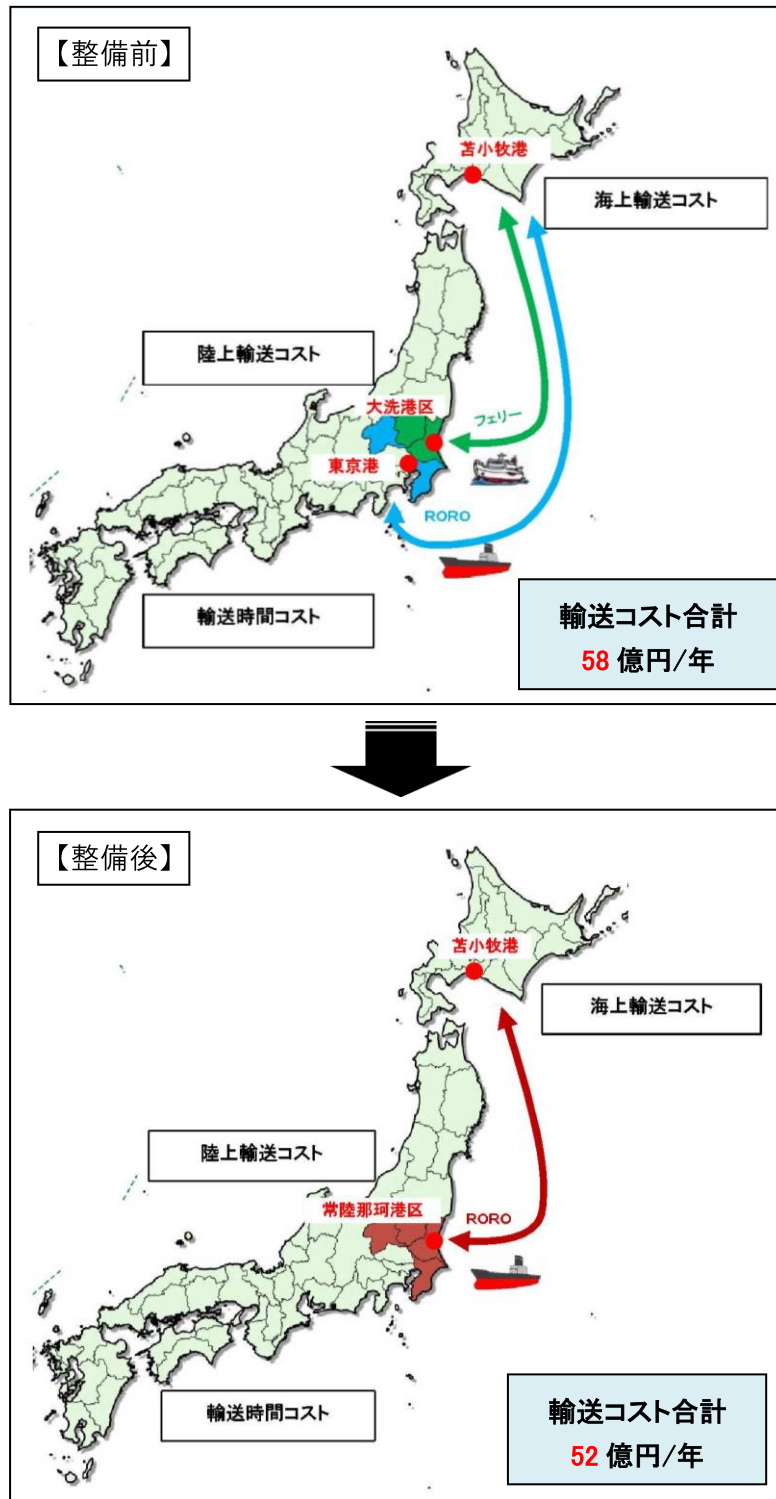 【整備前】
苫小牧港
海上輸送コスト
陸上輸送コスト
大洗港区
フェリー
東京港
RORO
輸送時間コスト
輸送コスト合計
58 億円/年
【整備後】
苫小牧港
海上輸送コスト
陸上輸送コスト
常陸那珂港区
RORO
輸送時間コスト
輸送コスト合計
52 億円/年